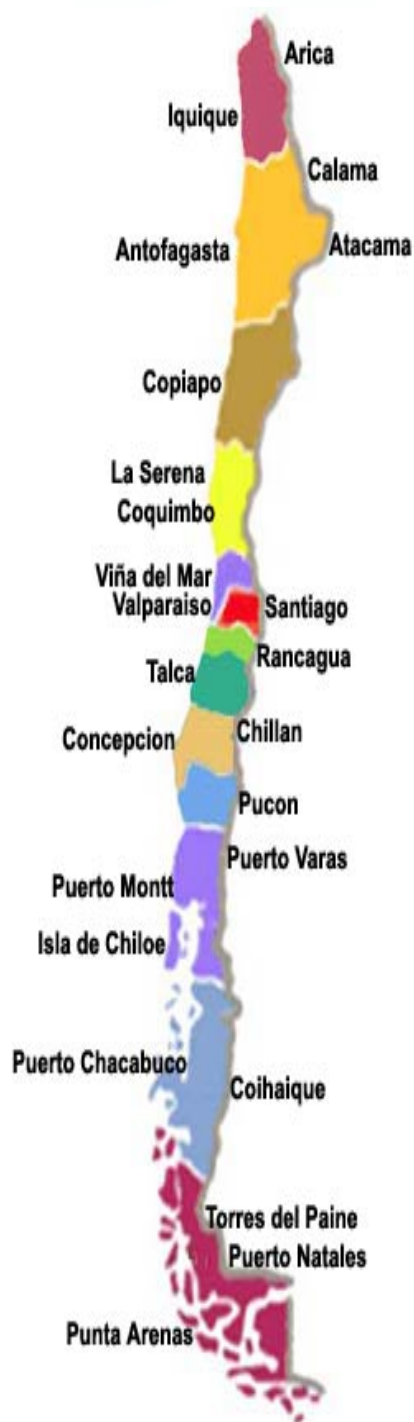 Arica
Iquique
Calama
Antofagasta
Atacama
Copiapo
La Serena
Coquimbo
Viña del Mar
Valparaiso
Santiago
Rancagua
Talca
Chillan
Concepcion
Pucon
Puerto Varas
Puerto Montt
Isla de Chiloe
Puerto Chacabuco
Coihaique
Torres del Paine
Puerto Natales
Punta Arenas